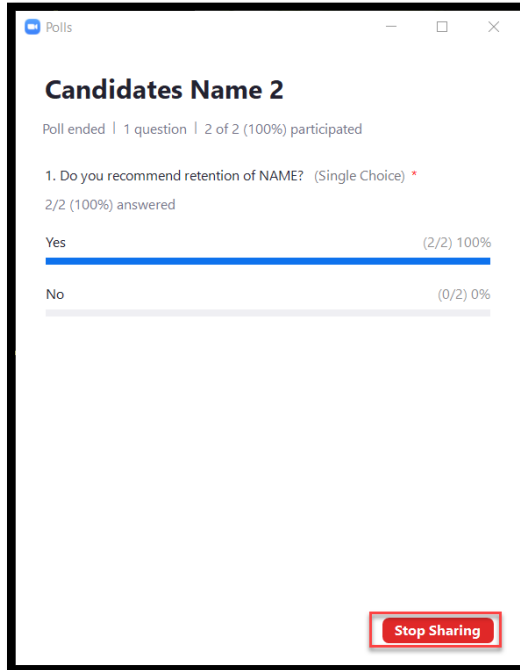 Polls
Candidates Name 2
Poll ended | 1 question | 2 of 2 (100%) participated
1. Do you recommend retention of NAME? (Single Choice) *
2/2 (100%) answered
Yes (2/2) 100%
No (0/2) 0%
Stop Sharing